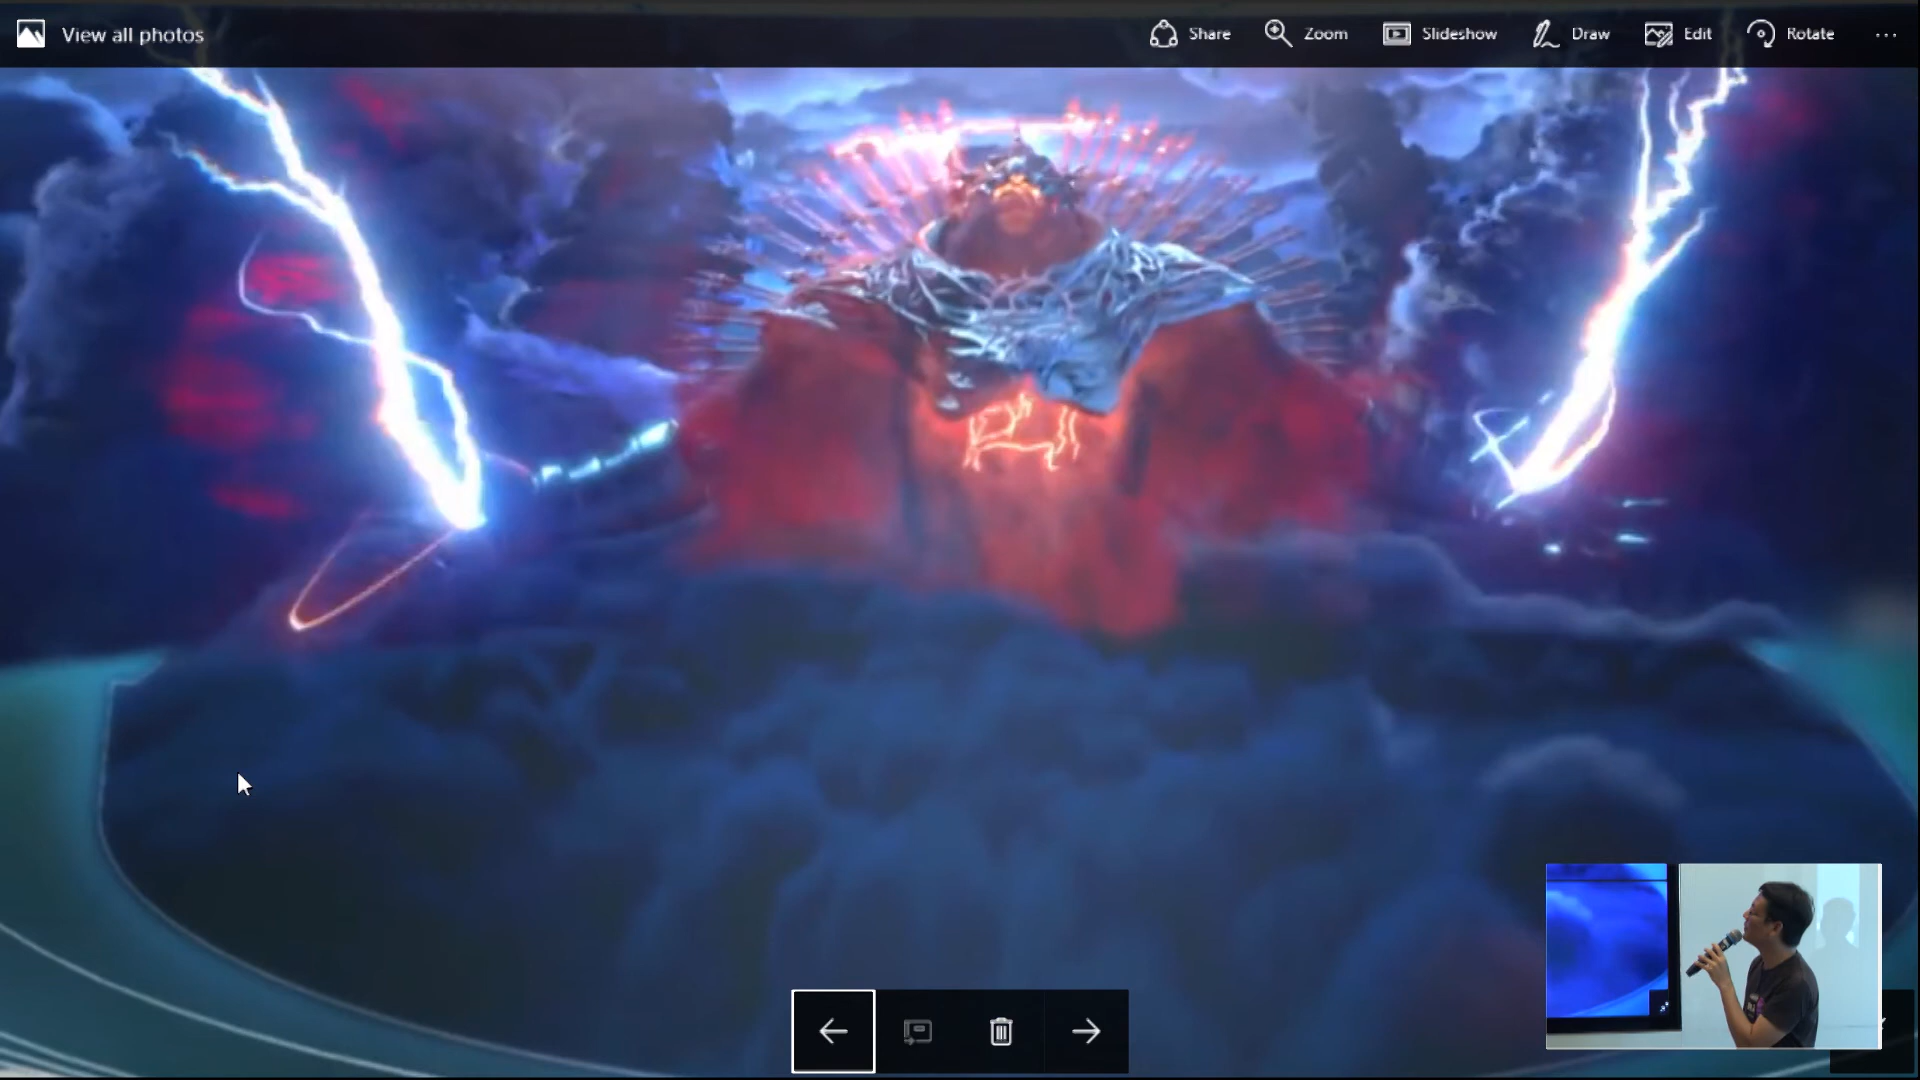 View all photos
Share
Zoom
Slideshow
Draw
Edit
Rotate